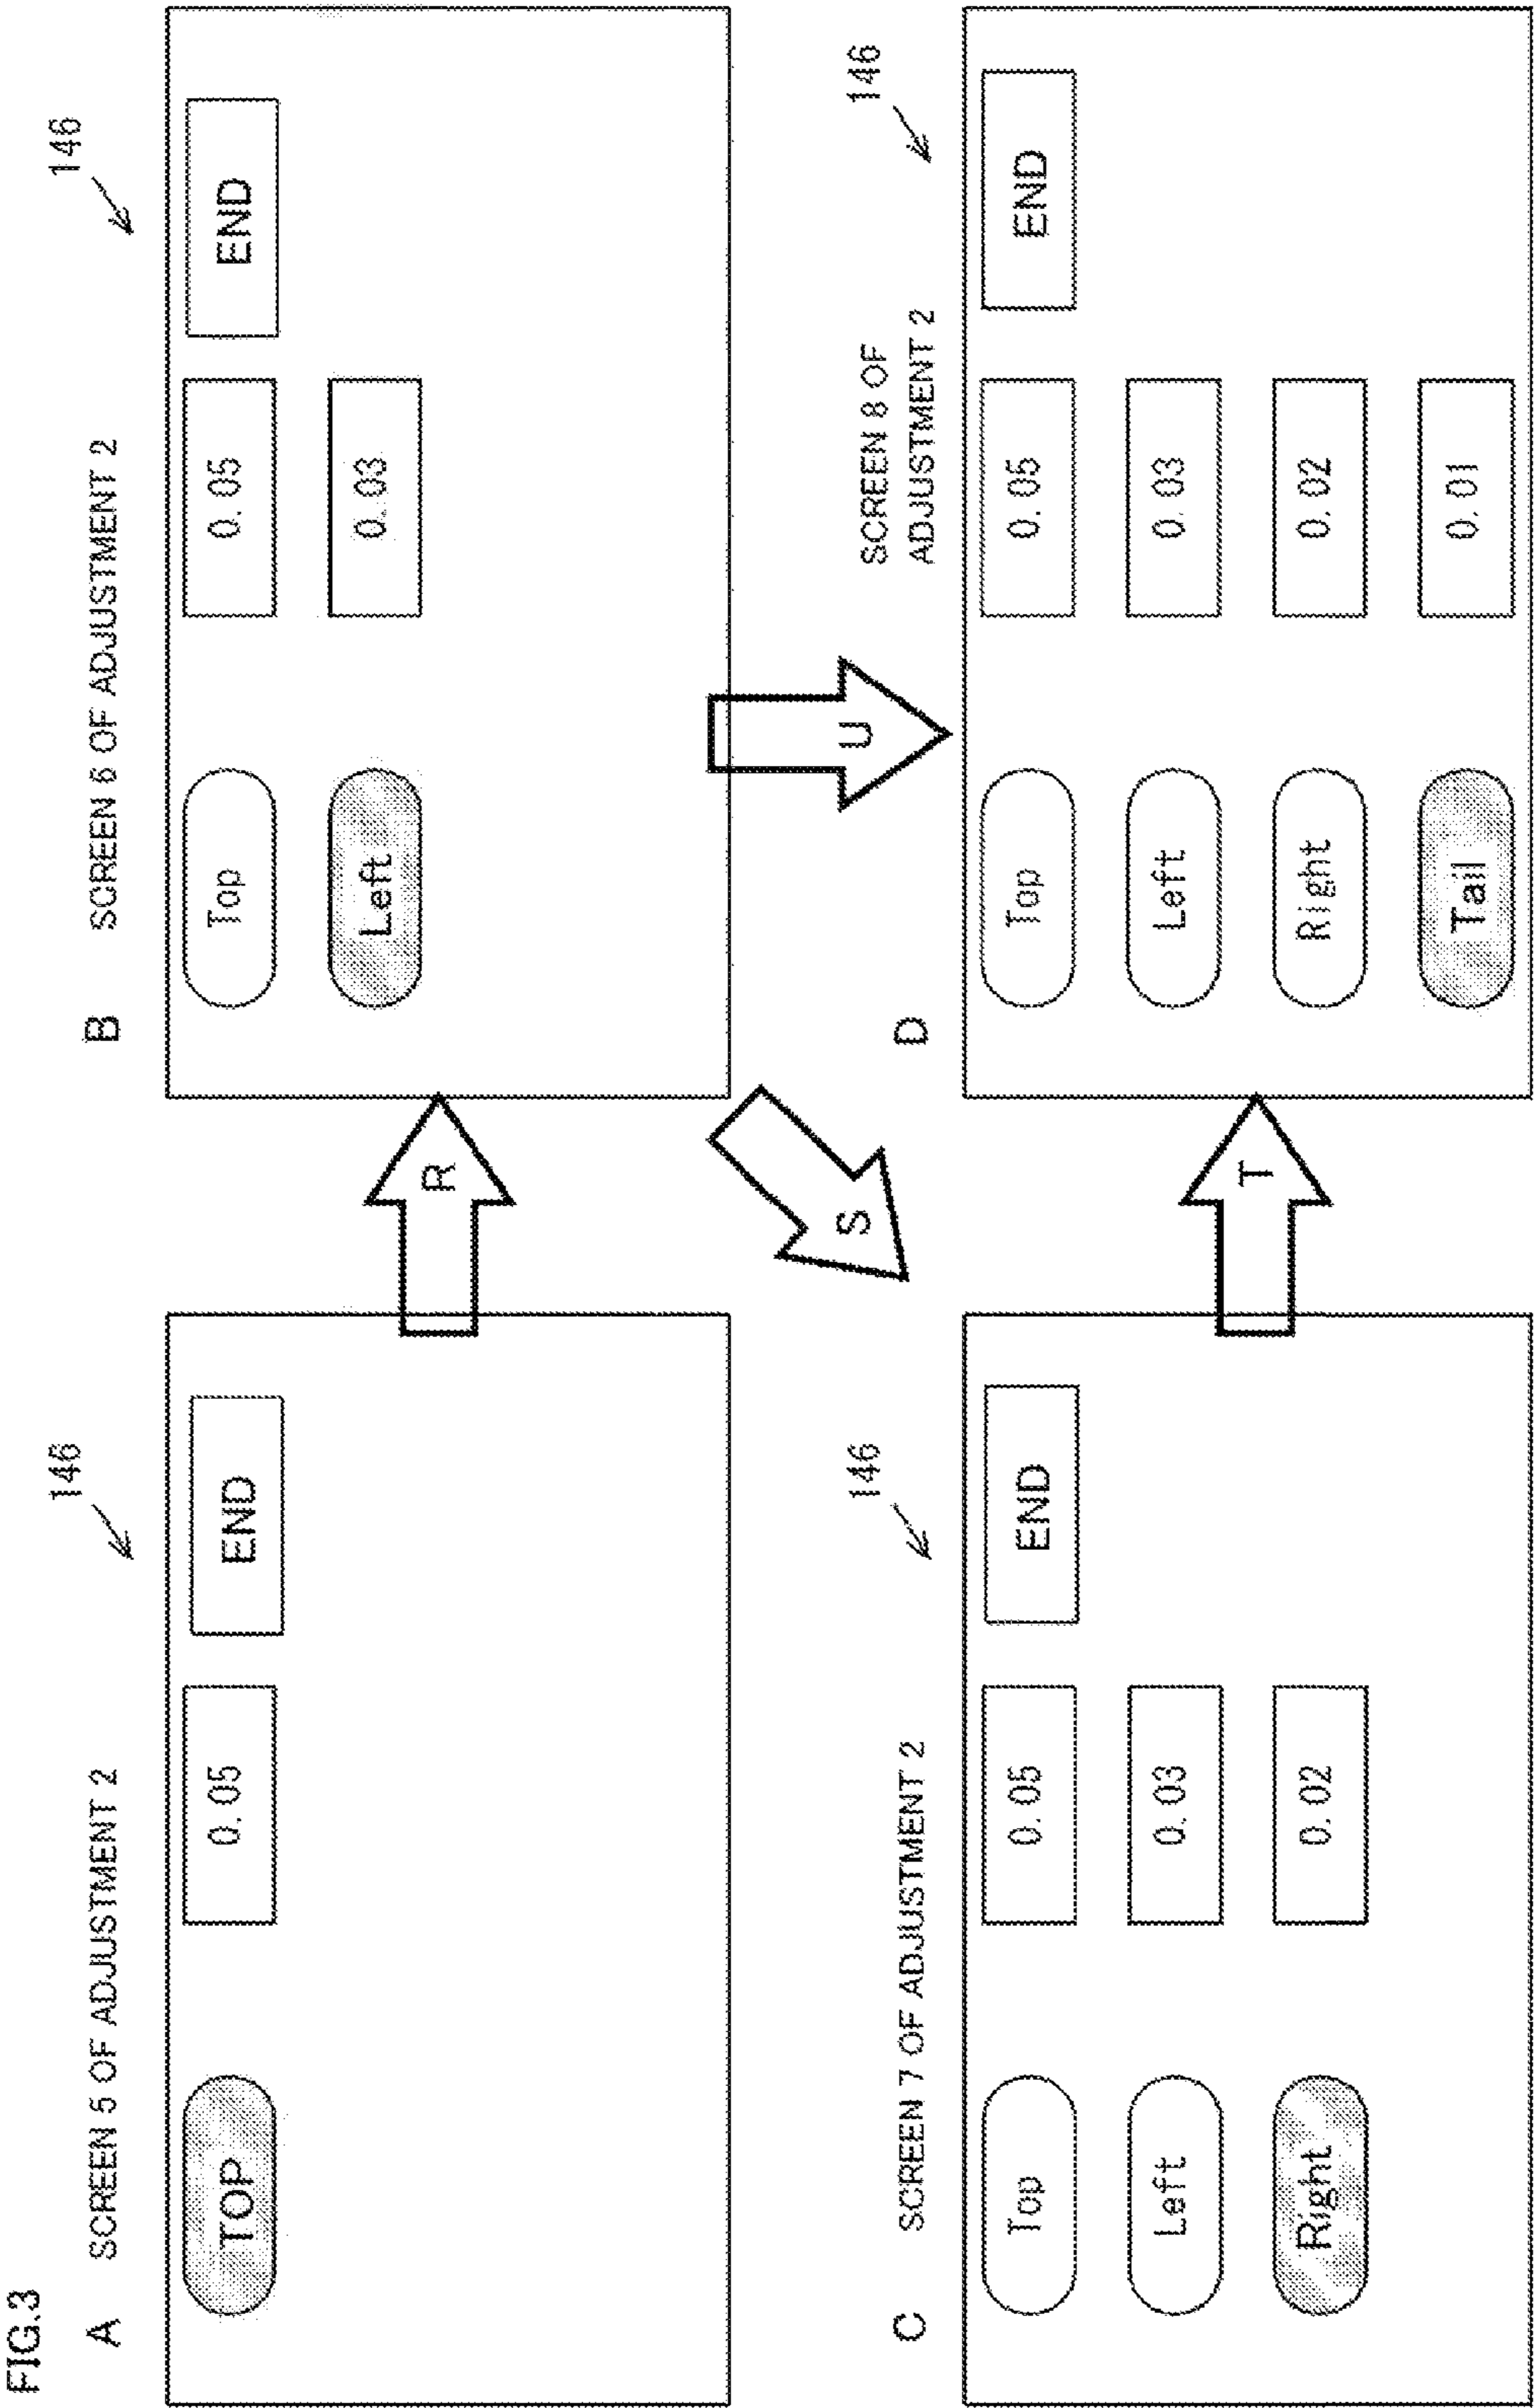 FIG.3
A SCREEN 5 OF ADJUSTMENT 2
146
TOP 0.05 END
R
B SCREEN 6 OF ADJUSTMENT 2
146
Top 0.05 END
Left 0.03
S
U
C SCREEN 7 OF ADJUSTMENT 2
146
Top 0.05 END
Left 0.03
Right 0.02
T
D SCREEN 8 OF
ADJUSTMENT 2
146
Top 0.05 END
Left 0.03
Right 0.02
Tail 0.01